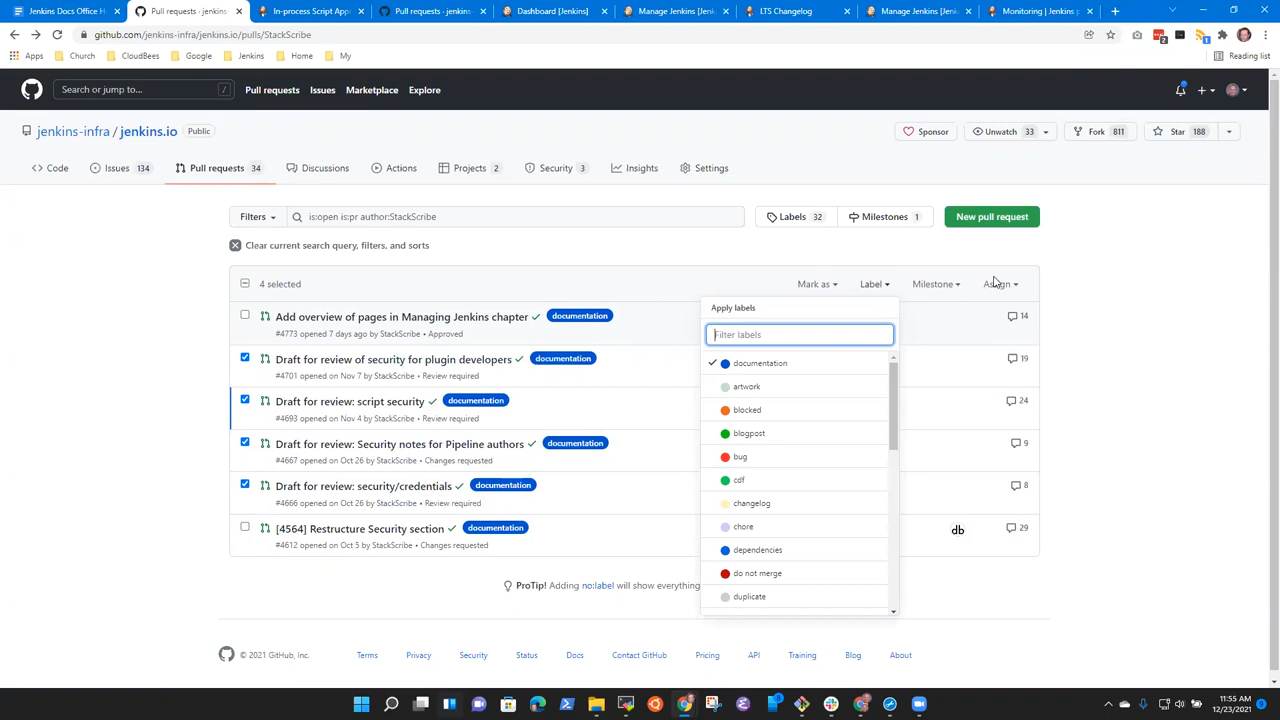 Jenkins Docs Office H
Pull requests · jenkins-
In-process Script App
Pull requests · jenkins
Dashboard [Jenkins]
Manage Jenkins [Jenk
LTS Changelog
Manage Jenkins [Jenk
Monitoring | Jenkins p
github.com/jenkins-infra/jenkins.io/pulls/StackScribe
Apps
Church
CloudBees
Google
Jenkins
Home
My
Reading list
Search or jump to...
/
Pull requests
Issues
Marketplace
Explore
jenkins-infra / jenkins.io
Public
Sponsor
Unwatch 33
Fork 811
Star 188
Code
Issues 134
Pull requests 34
Discussions
Actions
Projects 2
Security 3
Insights
Settings
Filters
is:open is:pr author:StackScribe
Labels 32
Milestones 1
New pull request
Clear current search query, filters, and sorts
4 selected
Mark as
Label
Milestone
Assign
Add overview of pages in Managing Jenkins chapter
documentation
14
#4773 opened 7 days ago by StackScribe • Approved
Draft for review of security for plugin developers
documentation
19
#4701 opened on Nov 7 by StackScribe • Review required
Draft for review: script security
documentation
24
#4693 opened on Nov 4 by StackScribe • Review required
Draft for review: Security notes for Pipeline authors
documentation
9
#4667 opened on Oct 26 by StackScribe • Changes requested
Draft for review: security/credentials
documentation
8
#4666 opened on Oct 26 by StackScribe • Review required
[4564] Restructure Security section
documentation
db
29
#4612 opened on Oct 5 by StackScribe • Changes requested
Apply labels
Filter labels
documentation
artwork
blocked
blogpost
bug
cdf
changelog
chore
dependencies
do not merge
duplicate
ProTip! Adding no:label will show everything
© 2021 GitHub, Inc.
Terms
Privacy
Security
Status
Docs
Contact GitHub
Pricing
API
Training
Blog
About
11:55 AM
12/23/2021